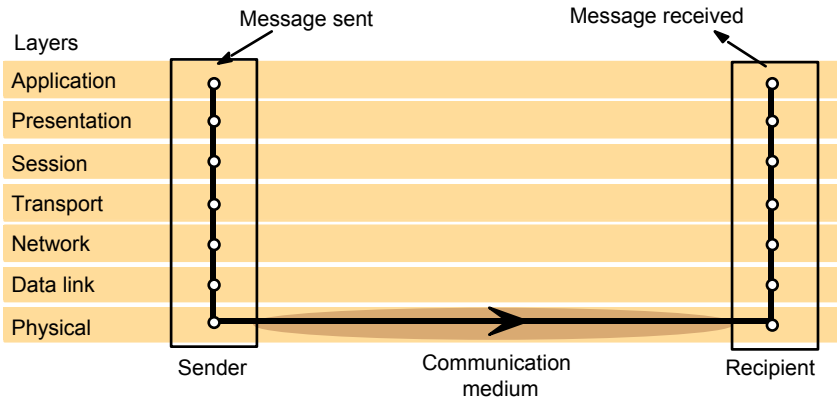 Message sent
Message received
Layers
Application
Presentation
Session
Transport
Network
Data link
Physical
Sender
Communication
medium
Recipient